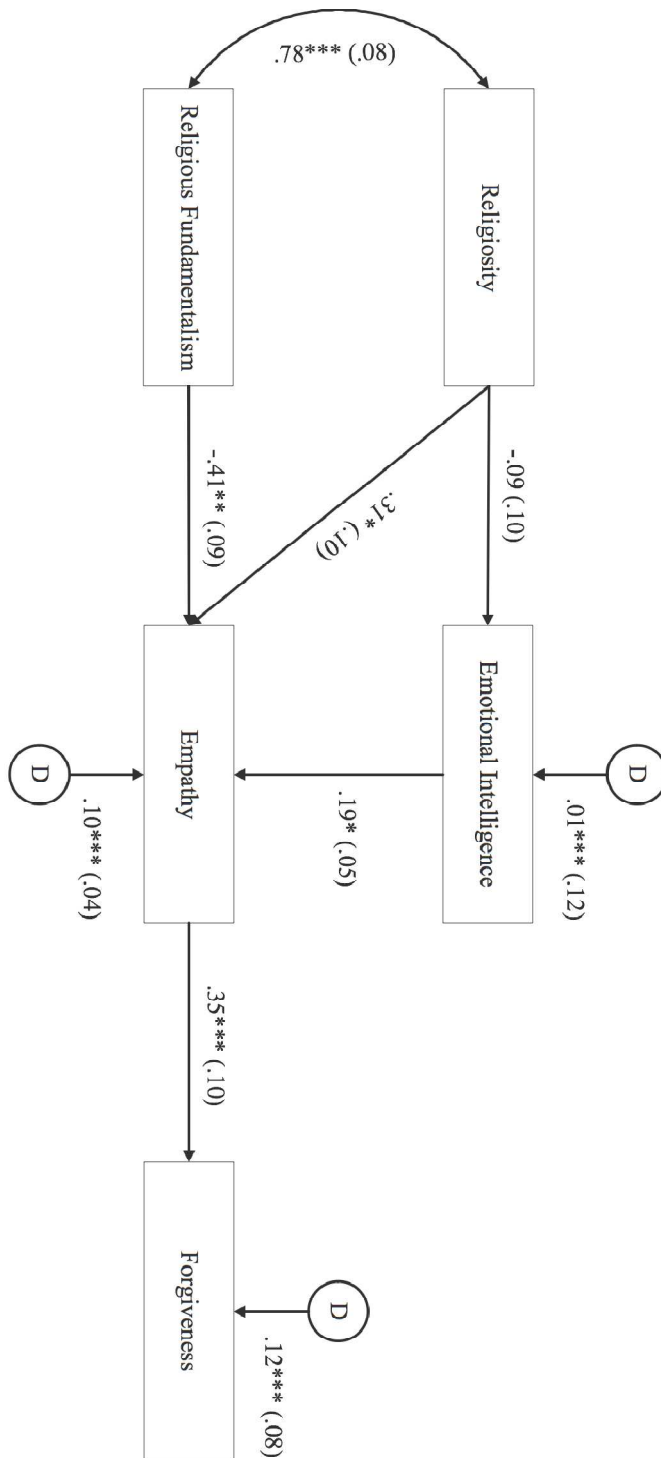 .01*** (.12)
D
Religiosity
-.09 (.10)
Emotional Intelligence
.78*** (.08)
.31* (.10)
.19* (.05)
D
.12*** (.08)
Religious Fundamentalism
-.41** (.09)
Empathy
.35*** (.10)
Forgiveness
D
.10*** (.04)